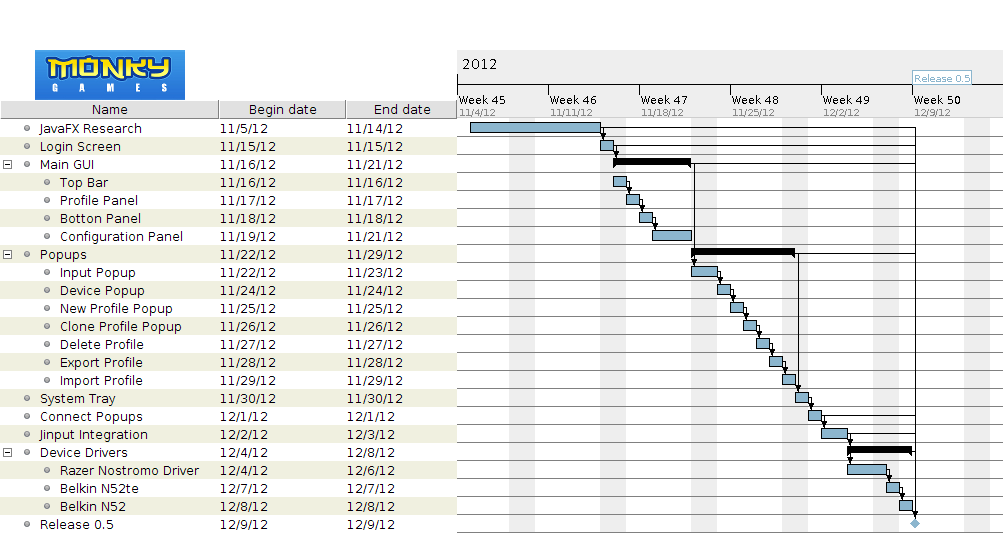 2012
MONKY
GAMES
Release 0.5
Name Begin date End date
Week 45 Week 46 Week 47 Week 48 Week 49 Week 50
11/4/12 11/11/12 11/18/12 11/25/12 12/2/12 12/9/12
JavaFX Research 11/5/12 11/14/12
Login Screen 11/15/12 11/15/12
Main GUI 11/16/12 11/21/12
Top Bar 11/16/12 11/16/12
Profile Panel 11/17/12 11/17/12
Botton Panel 11/18/12 11/18/12
Configuration Panel 11/19/12 11/21/12
Popups 11/22/12 11/29/12
Input Popup 11/22/12 11/23/12
Device Popup 11/24/12 11/24/12
New Profile Popup 11/25/12 11/25/12
Clone Profile Popup 11/26/12 11/26/12
Delete Profile 11/27/12 11/27/12
Export Profile 11/28/12 11/28/12
Import Profile 11/29/12 11/29/12
System Tray 11/30/12 11/30/12
Connect Popups 12/1/12 12/1/12
Jinput Integration 12/2/12 12/3/12
Device Drivers 12/4/12 12/8/12
Razer Nostromo Driver 12/4/12 12/6/12
Belkin N52te 12/7/12 12/7/12
Belkin N52 12/8/12 12/8/12
Release 0.5 12/9/12 12/9/12